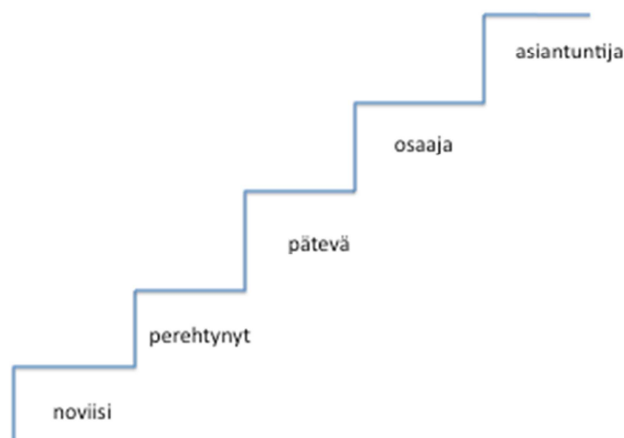 asiantuntija
osaaja
pätevä
perehtynyt
noviisi